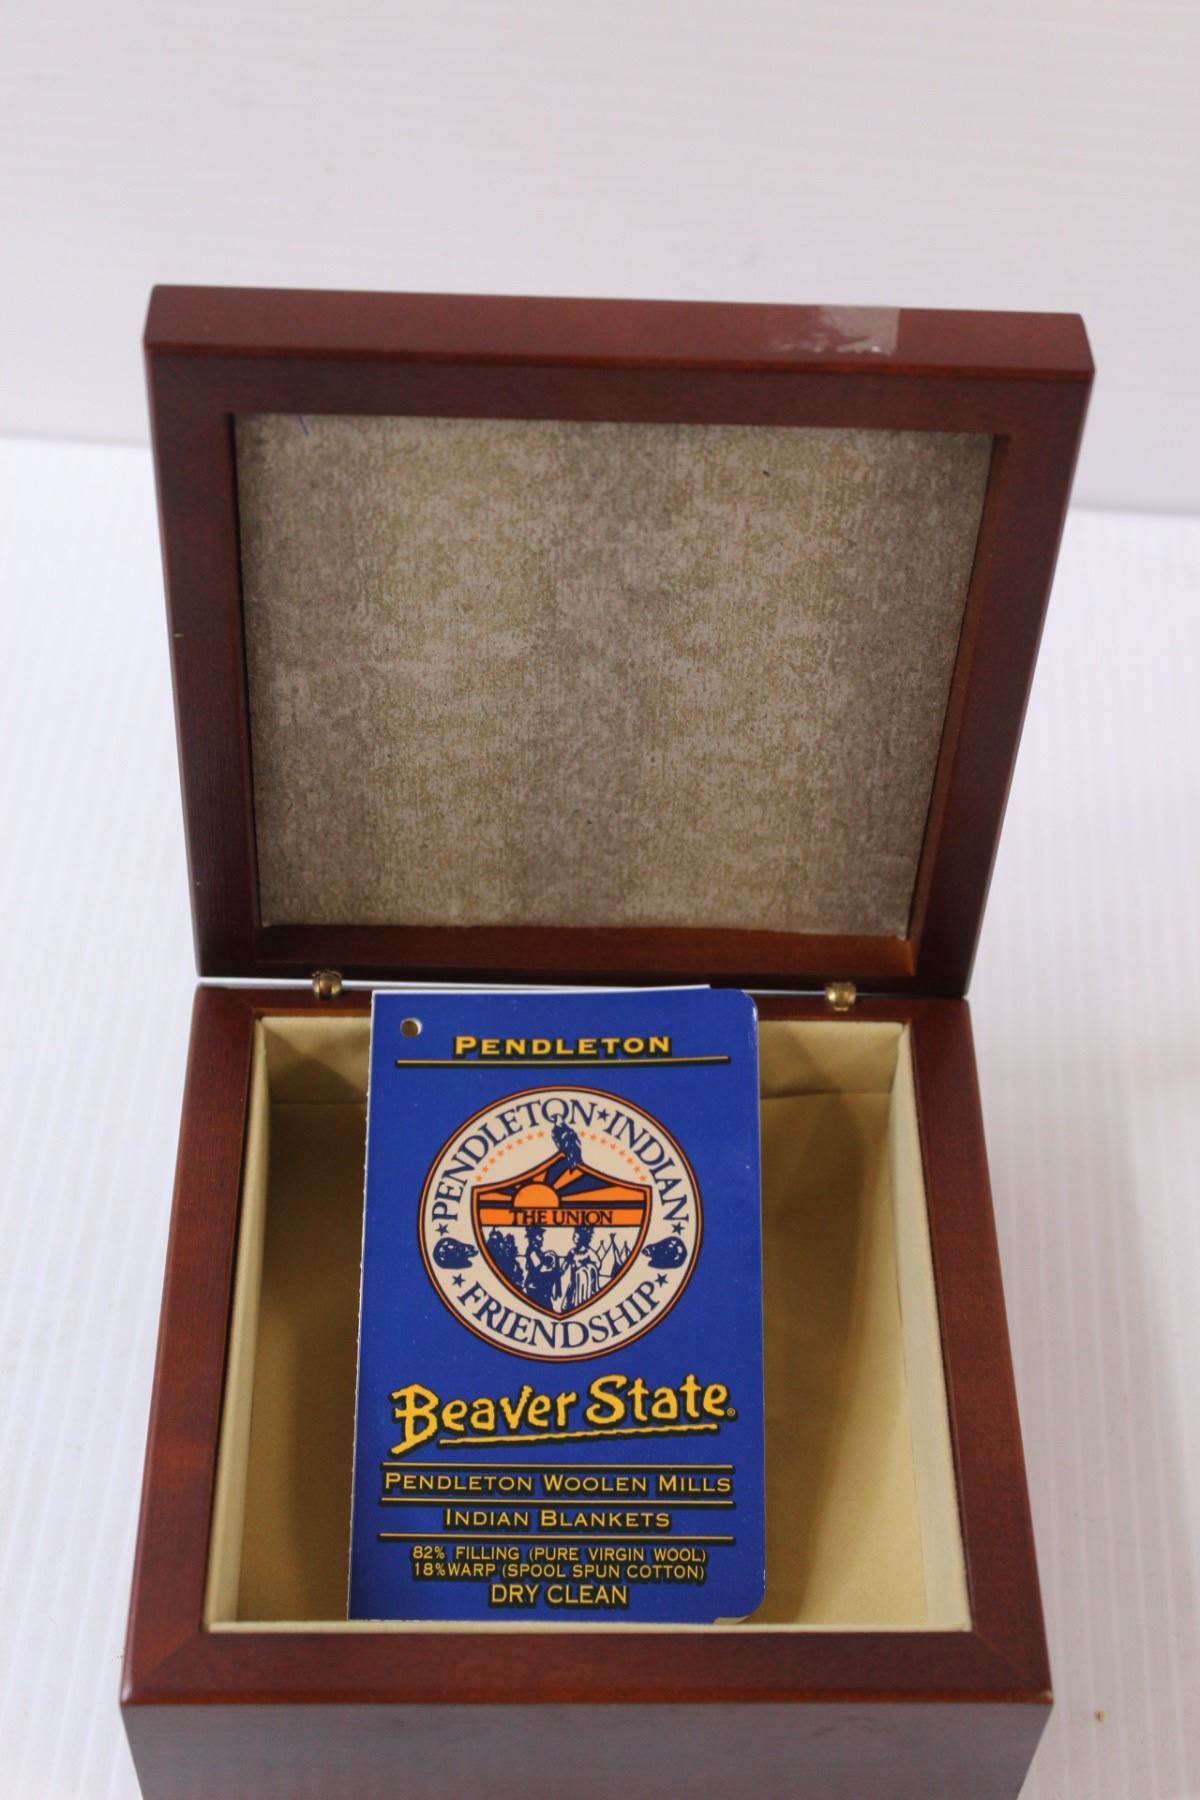 PENDLETON
PENDLETON★INDIAN
THE UNION
★FRIENDSHIP★
Beaver State®
PENDLETON WOOLEN MILLS
INDIAN BLANKETS
82% FILLING (PURE VIRGIN WOOL)
18% WARP (SPOOL SPUN COTTON)
DRY CLEAN